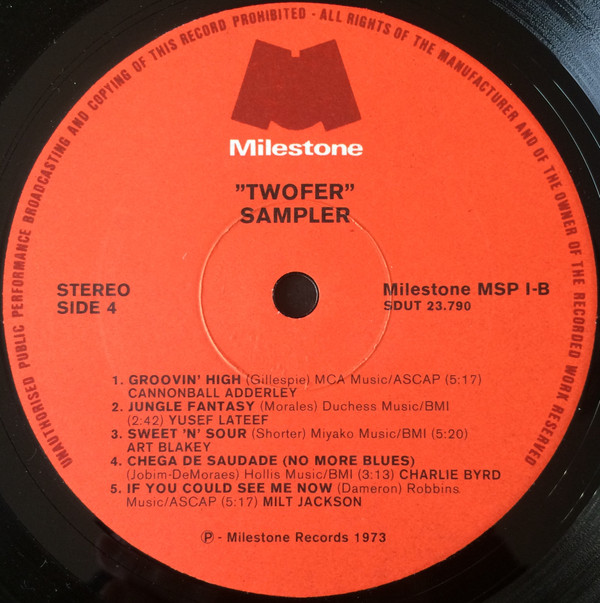 UNAUTHORISED PUBLIC PERFORMANCE BROADCASTING AND COPYING OF THIS RECORD PROHIBITED - ALL RIGHTS OF THE MANUFACTURER AND OF THE OWNER OF THE RECORDED WORK RESERVED
Milestone
"TWOFER"
SAMPLER
STEREO
SIDE 4
Milestone MSP I-B
SDUT 23.790
1. GROOVIN' HIGH (Gillespie) MCA Music/ASCAP (5:17)
CANNONBALL ADDERLEY
2. JUNGLE FANTASY (Morales) Duchess Music/BMI
(2:42) YUSEF LATEEF
3. SWEET 'N' SOUR (Shorter) Miyako Music/BMI (5:20)
ART BLAKEY
4. CHEGA DE SAUDADE (NO MORE BLUES)
(Jobim-DeMoraes) Hollis Music/BMI (3:13) CHARLIE BYRD
5. IF YOU COULD SEE ME NOW (Dameron) Robbins
Music/ASCAP (5:17) MILT JACKSON
℗ - Milestone Records 1973